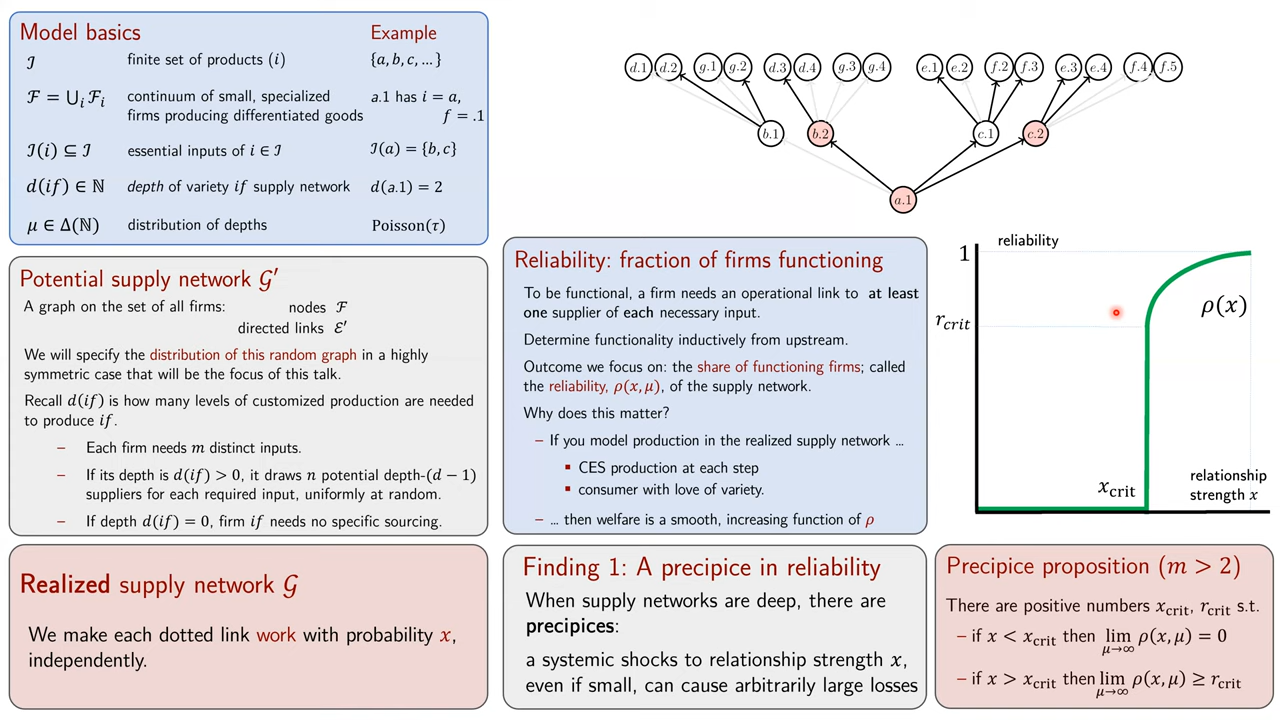 Model basics
Example
ℐ finite set of products (i) {a, b, c, ...}
ℱ = ⋃ᵢ ℱᵢ continuum of small, specialized a.1 has i = a,
firms producing differentiated goods f = .1
ℐ(i) ⊆ ℐ essential inputs of i ∈ ℐ ℐ(a) = {b, c}
d(if) ∈ ℕ depth of variety if supply network d(a.1) = 2
μ ∈ Δ(ℕ) distribution of depths Poisson(τ)
d.1 d.2 g.1 g.2 d.3 d.4 g.3 g.4 e.1 e.2 f.2 f.3 e.3 e.4 f.4 f.5
b.1 b.2 c.1 c.2
a.1
Potential supply network 𝒢′
A graph on the set of all firms: nodes ℱ
directed links ℰ′
We will specify the distribution of this random graph in a highly
symmetric case that will be the focus of this talk.
Recall d(if) is how many levels of customized production are needed
to produce if.
– Each firm needs m distinct inputs.
– If its depth is d(if) > 0, it draws n potential depth-(d − 1)
suppliers for each required input, uniformly at random.
– If depth d(if) = 0, firm if needs no specific sourcing.
Reliability: fraction of firms functioning
To be functional, a firm needs an operational link to at least
one supplier of each necessary input.
Determine functionality inductively from upstream.
Outcome we focus on: the share of functioning firms; called
the reliability, ρ(x, μ), of the supply network.
Why does this matter?
– If you model production in the realized supply network ...
▪ CES production at each step
▪ consumer with love of variety.
– ... then welfare is a smooth, increasing function of ρ
reliability
1
r_crit
ρ(x)
x_crit
relationship
strength x
Realized supply network 𝒢
We make each dotted link work with probability x,
independently.
Finding 1: A precipice in reliability
When supply networks are deep, there are
precipices:
a systemic shocks to relationship strength x,
even if small, can cause arbitrarily large losses
Precipice proposition (m > 2)
There are positive numbers x_crit, r_crit s.t.
– if x < x_crit then lim ρ(x, μ) = 0
μ→∞
– if x > x_crit then lim ρ(x, μ) ≥ r_crit
μ→∞